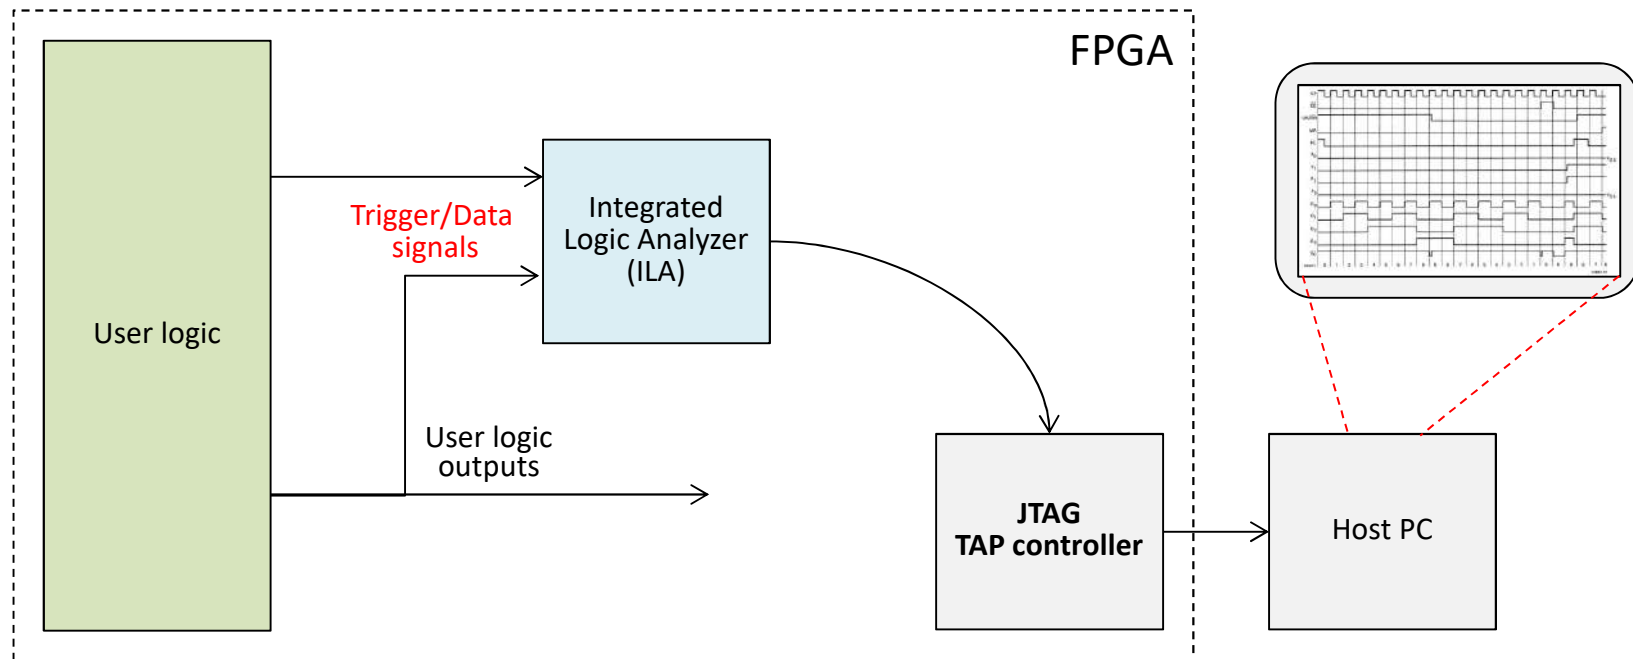 FPGA
Trigger/Data
signals
Integrated
Logic Analyzer
(ILA)
User logic
User logic
outputs
JTAG
TAP controller
Host PC